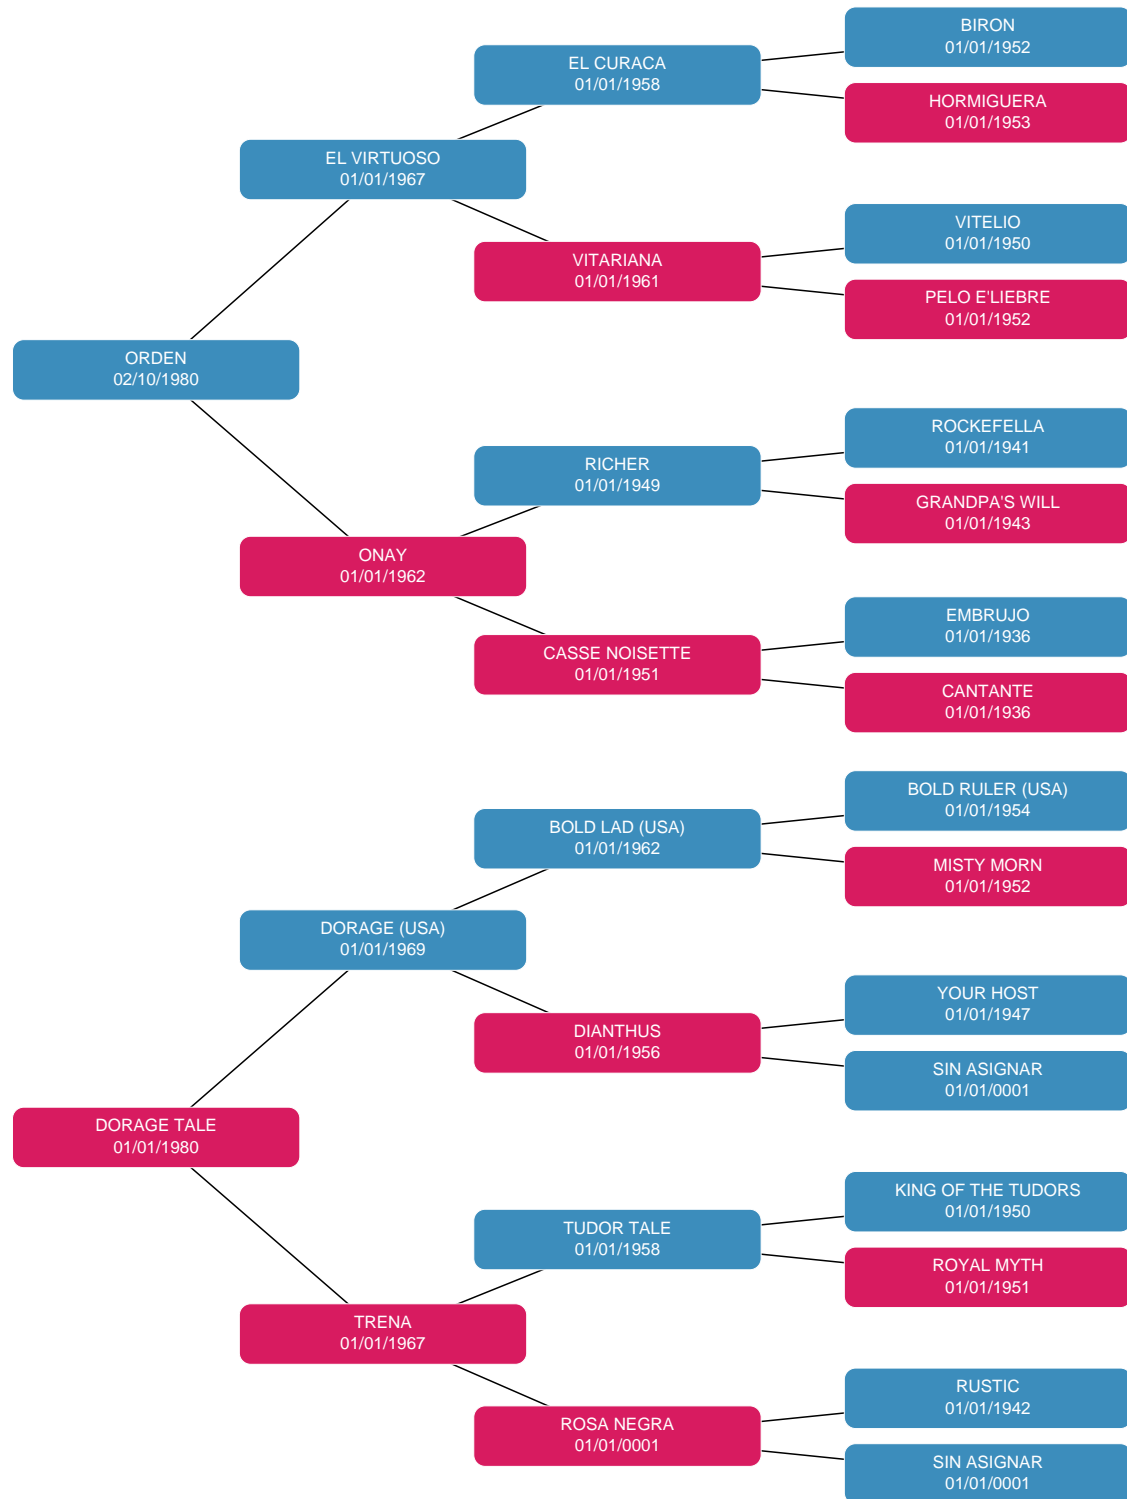 BIRON
01/01/1952
EL CURACA
01/01/1958
HORMIGUERA
01/01/1953
EL VIRTUOSO
01/01/1967
VITELIO
01/01/1950
VITARIANA
01/01/1961
PELO E'LIEBRE
01/01/1952
ORDEN
02/10/1980
ROCKEFELLA
01/01/1941
RICHER
01/01/1949
GRANDPA'S WILL
01/01/1943
ONAY
01/01/1962
EMBRUJO
01/01/1936
CASSE NOISETTE
01/01/1951
CANTANTE
01/01/1936
BOLD RULER (USA)
01/01/1954
BOLD LAD (USA)
01/01/1962
MISTY MORN
01/01/1952
DORAGE (USA)
01/01/1969
YOUR HOST
01/01/1947
DIANTHUS
01/01/1956
SIN ASIGNAR
01/01/0001
DORAGE TALE
01/01/1980
KING OF THE TUDORS
01/01/1950
TUDOR TALE
01/01/1958
ROYAL MYTH
01/01/1951
TRENA
01/01/1967
RUSTIC
01/01/1942
ROSA NEGRA
01/01/0001
SIN ASIGNAR
01/01/0001